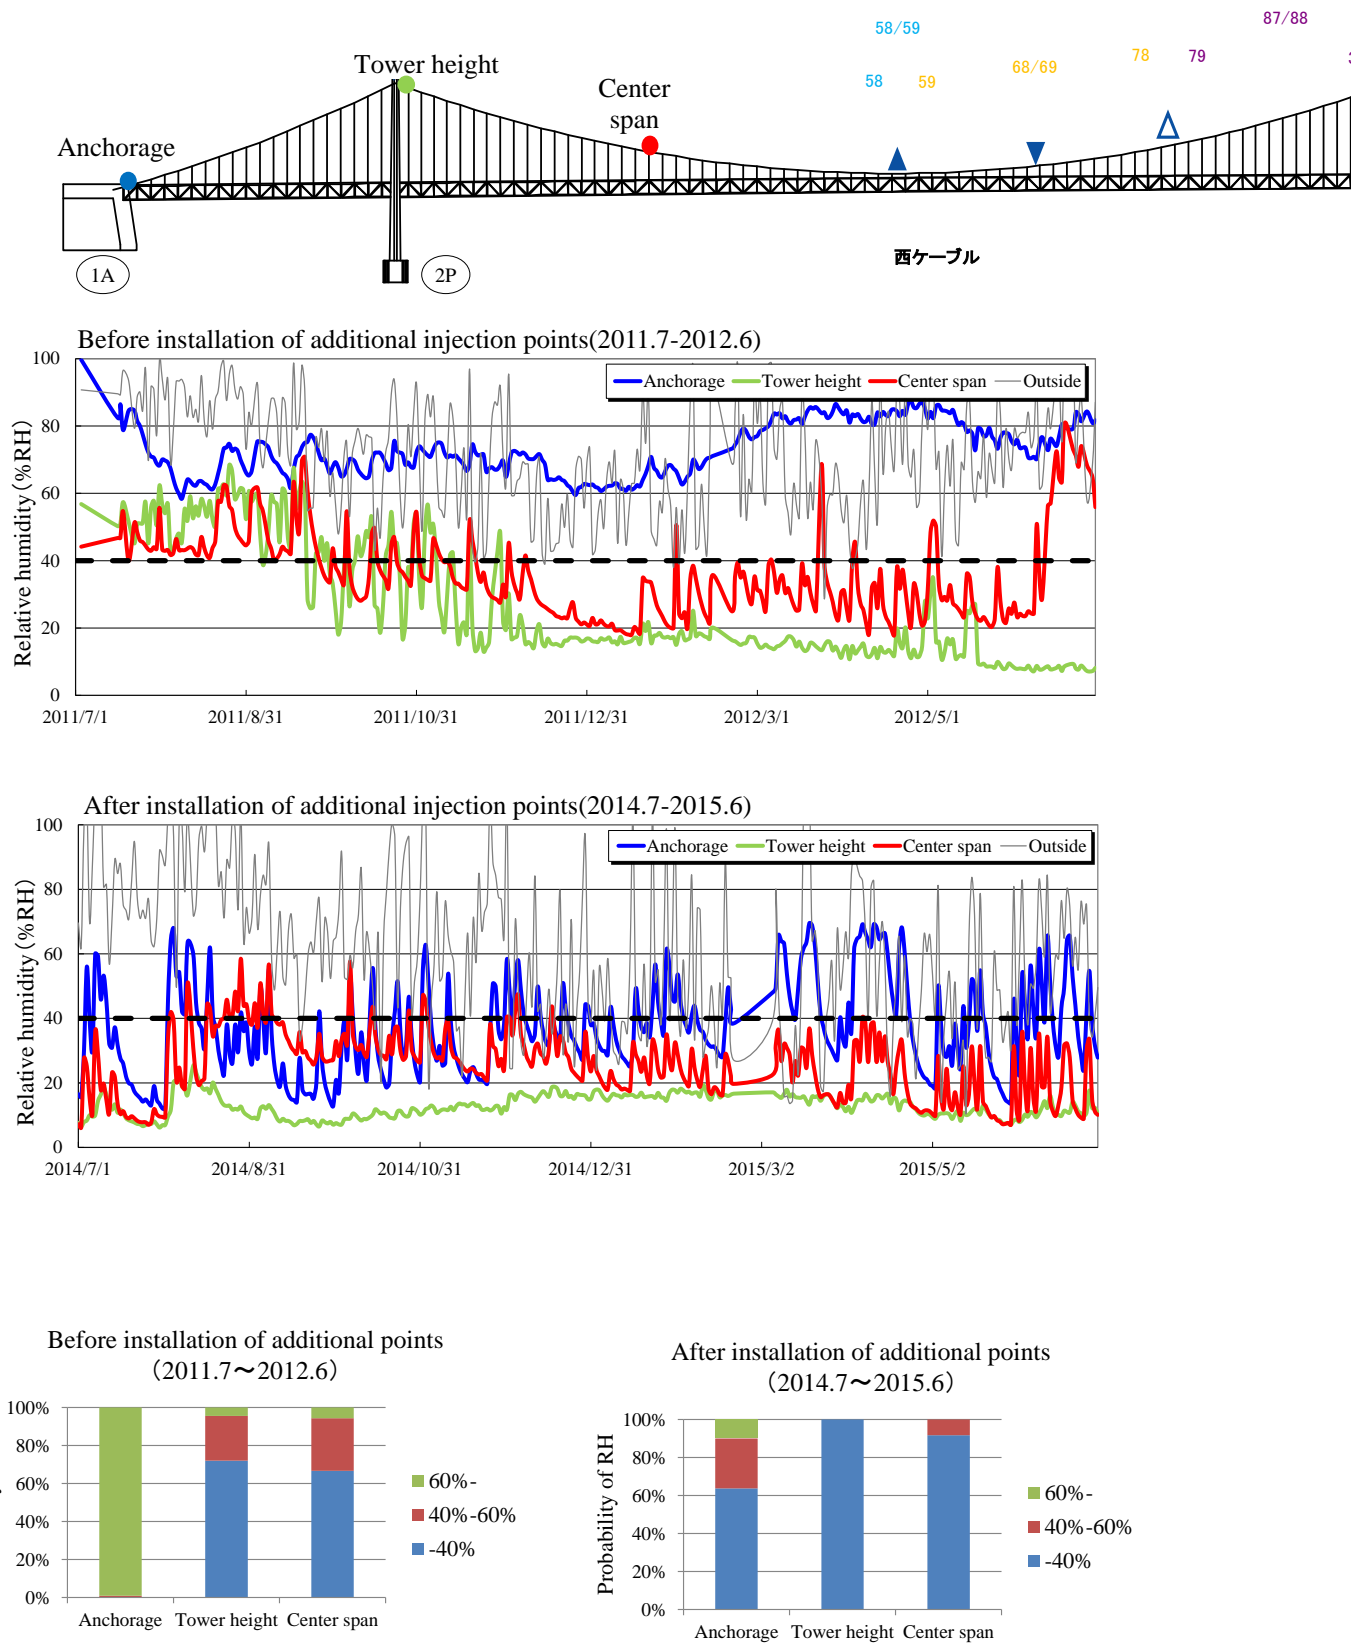 87/88
58/59
Tower height
78
79
68/69
Center
span
58
59
Anchorage
西ケーブル
1A
2P
Before installation of additional injection points(2011.7-2012.6)
Relative humidity (%RH)
100
80
60
40
20
0
Anchorage
Tower height
Center span
Outside
2011/7/1
2011/8/31
2011/10/31
2011/12/31
2012/3/1
2012/5/1
After installation of additional injection points(2014.7-2015.6)
Relative humidity (%RH)
100
80
60
40
20
0
Anchorage
Tower height
Center span
Outside
2014/7/1
2014/8/31
2014/10/31
2014/12/31
2015/3/2
2015/5/2
Before installation of additional points
（2011.7～2012.6）
100%
80%
60%
40%
20%
0%
60%-
40%-60%
-40%
Anchorage
Tower height
Center span
After installation of additional points
（2014.7～2015.6）
Probability of RH
100%
80%
60%
40%
20%
0%
60%-
40%-60%
-40%
Anchorage
Tower height
Center span